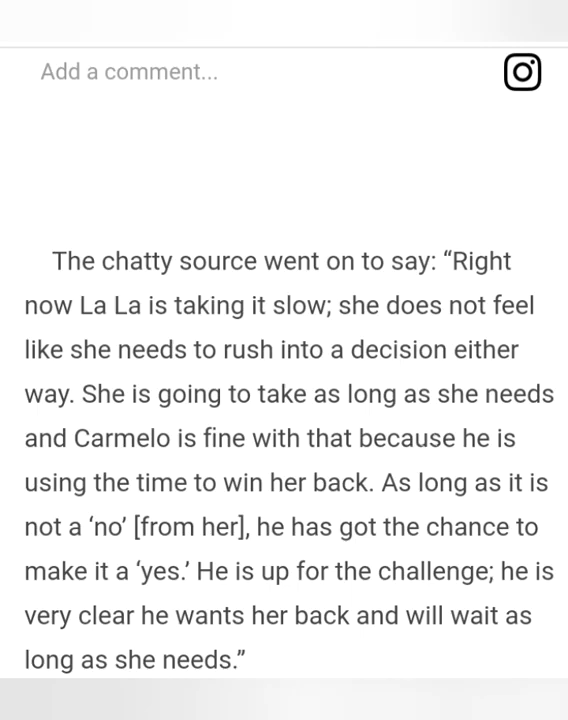 Add a comment...
The chatty source went on to say: “Right
now La La is taking it slow; she does not feel
like she needs to rush into a decision either
way. She is going to take as long as she needs
and Carmelo is fine with that because he is
using the time to win her back. As long as it is
not a ‘no’ [from her], he has got the chance to
make it a ‘yes.’ He is up for the challenge; he is
very clear he wants her back and will wait as
long as she needs.”